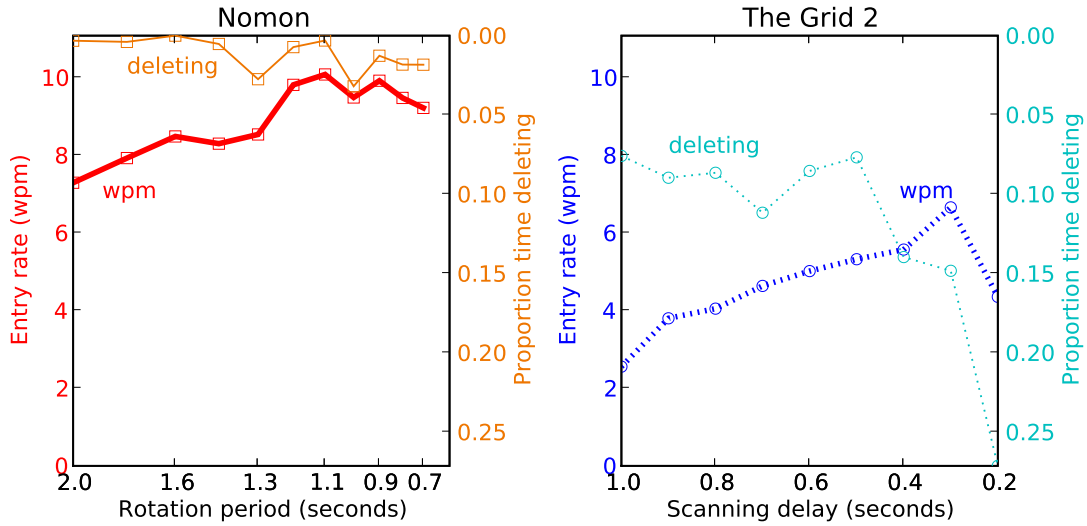 Nomon
Entry rate (wpm)
10
8
6
4
2
0
deleting
wpm
0.00
0.05
0.10
0.15
0.20
0.25
Proportion time deleting
2.0 1.6 1.3 1.1 0.9 0.7
Rotation period (seconds)
The Grid 2
Entry rate (wpm)
10
8
6
4
2
0
deleting
wpm
0.00
0.05
0.10
0.15
0.20
0.25
Proportion time deleting
1.0 0.8 0.6 0.4 0.2
Scanning delay (seconds)